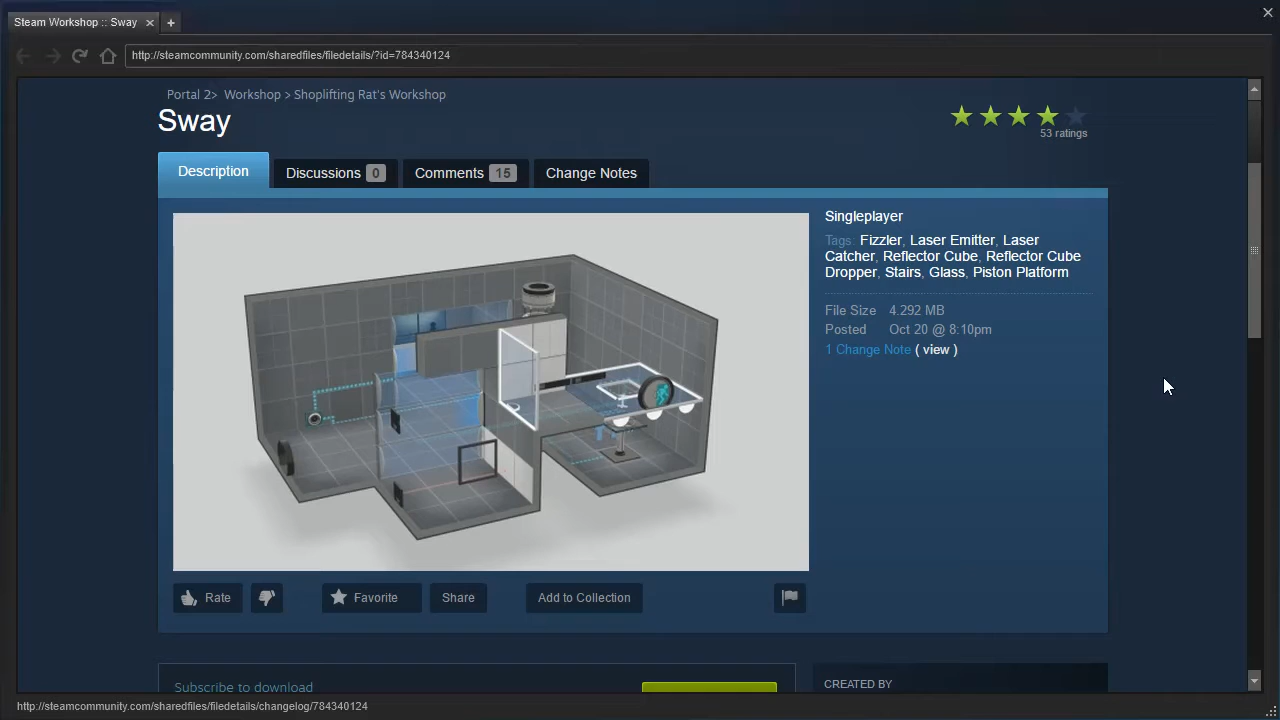 Steam Workshop :: Sway
http://steamcommunity.com/sharedfiles/filedetails/?id=784340124
Portal 2> Workshop > Shoplifting Rat's Workshop
Sway
53 ratings
Description
Discussions 0
Comments 15
Change Notes
Singleplayer
Tags: Fizzler, Laser Emitter, Laser
Catcher, Reflector Cube, Reflector Cube
Dropper, Stairs, Glass, Piston Platform
File Size 4.292 MB
Posted Oct 20 @ 8:10pm
1 Change Note ( view )
Rate
Favorite
Share
Add to Collection
Subscribe to download
CREATED BY
http://steamcommunity.com/sharedfiles/filedetails/changelog/784340124